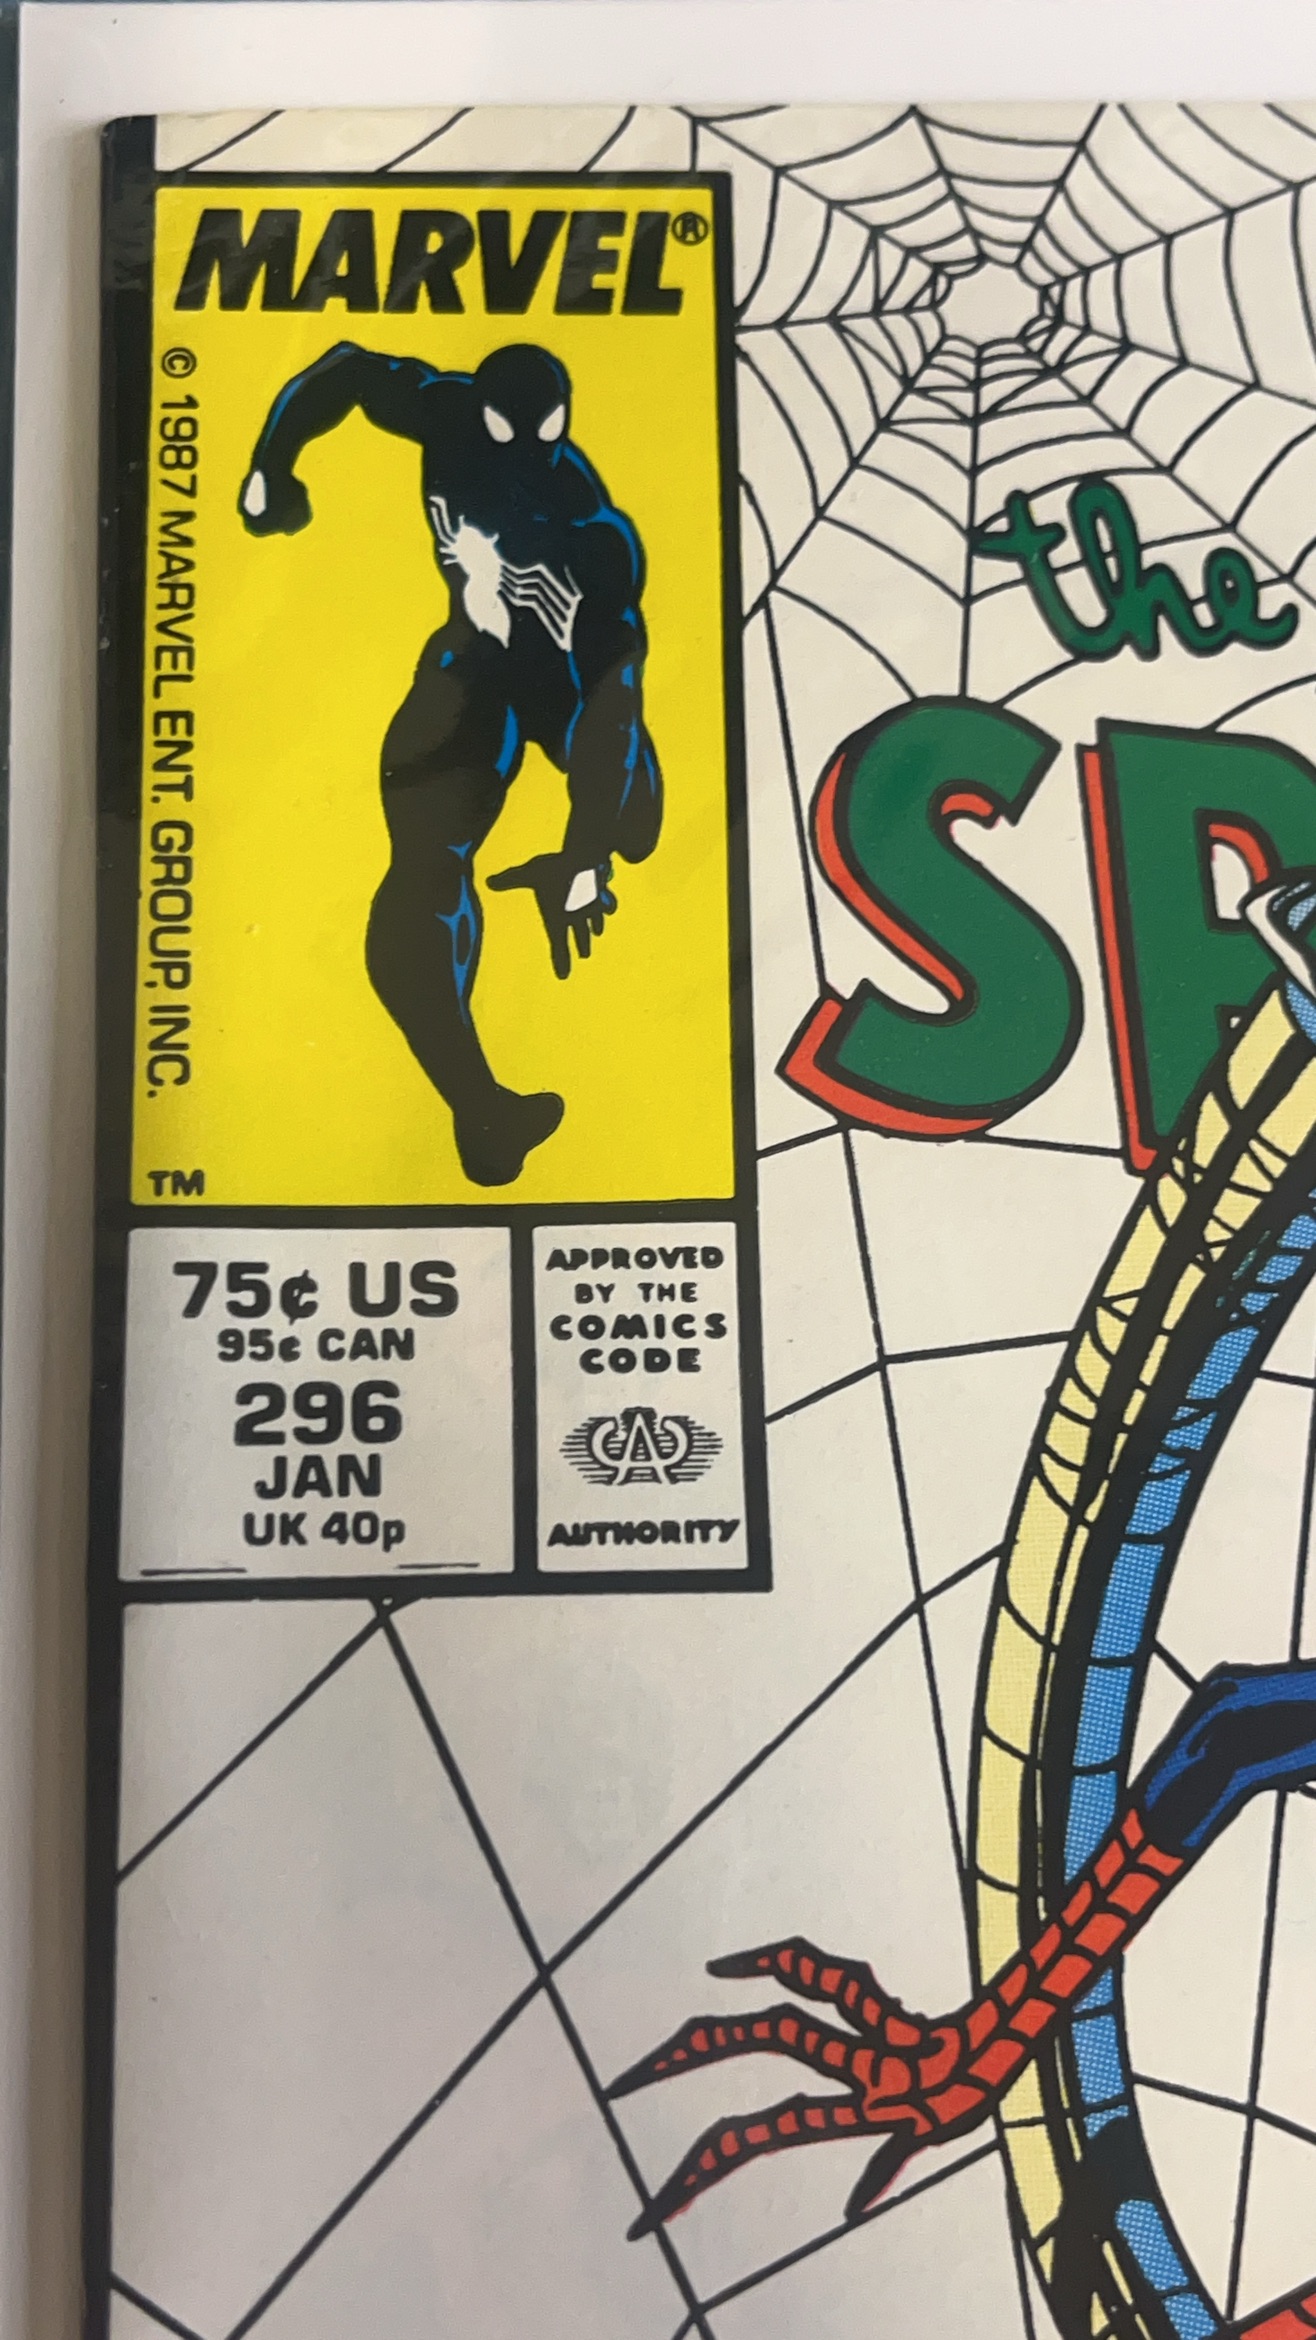 MARVEL®
© 1987 MARVEL ENT. GROUP, INC.
TM
75¢ US
95¢ CAN
296
JAN
UK 40p
APPROVED
BY THE
COMICS
CODE
CA
AUTHORITY
the
SP